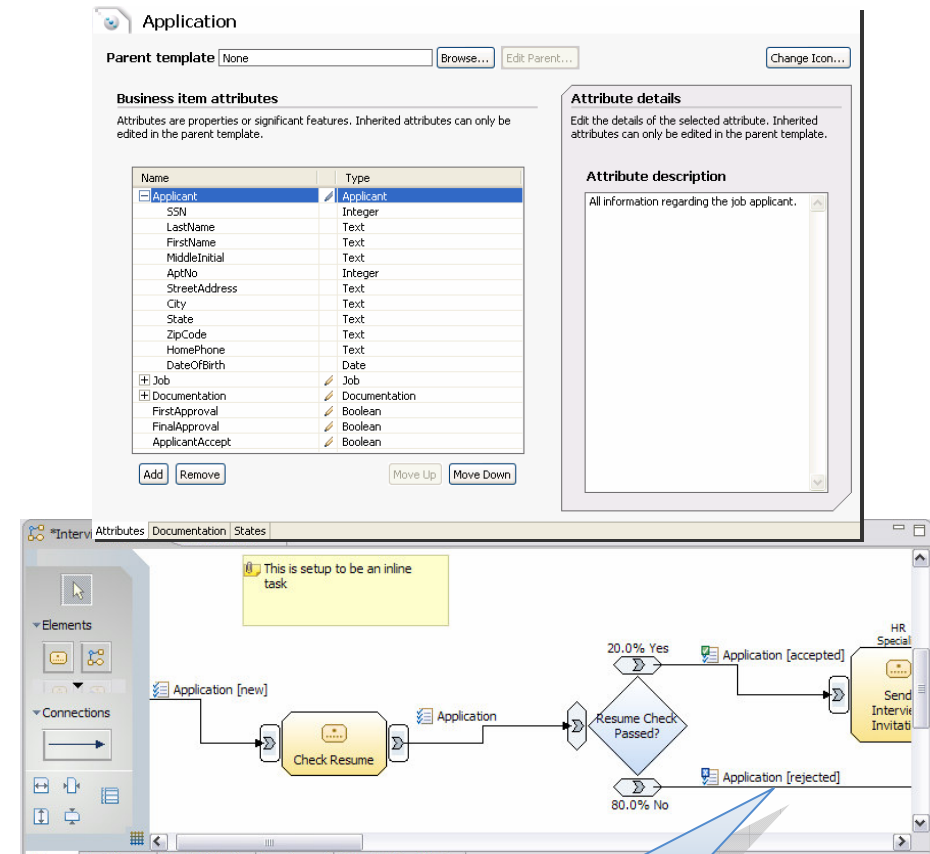 Application
Parent template None Browse... Edit Parent... Change Icon...
Business item attributes
Attributes are properties or significant features. Inherited attributes can only be
edited in the parent template.
Name Type
Applicant Applicant
SSN Integer
LastName Text
FirstName Text
MiddleInitial Text
AptNo Integer
StreetAddress Text
City Text
State Text
ZipCode Text
HomePhone Text
DateOfBirth Date
Job Job
Documentation Documentation
FirstApproval Boolean
FinalApproval Boolean
ApplicantAccept Boolean
Add Remove Move Up Move Down
Attribute details
Edit the details of the selected attribute. Inherited
attributes can only be edited in the parent template.
Attribute description
All information regarding the job applicant.
Attributes Documentation States
*Intervi
Elements
Connections
This is setup to be an inline
task
Application [new]
Check Resume
Application
20.0% Yes
Resume Check
Passed?
80.0% No
Application [accepted]
Application [rejected]
HR
Special
Send
Intervie
Invitati